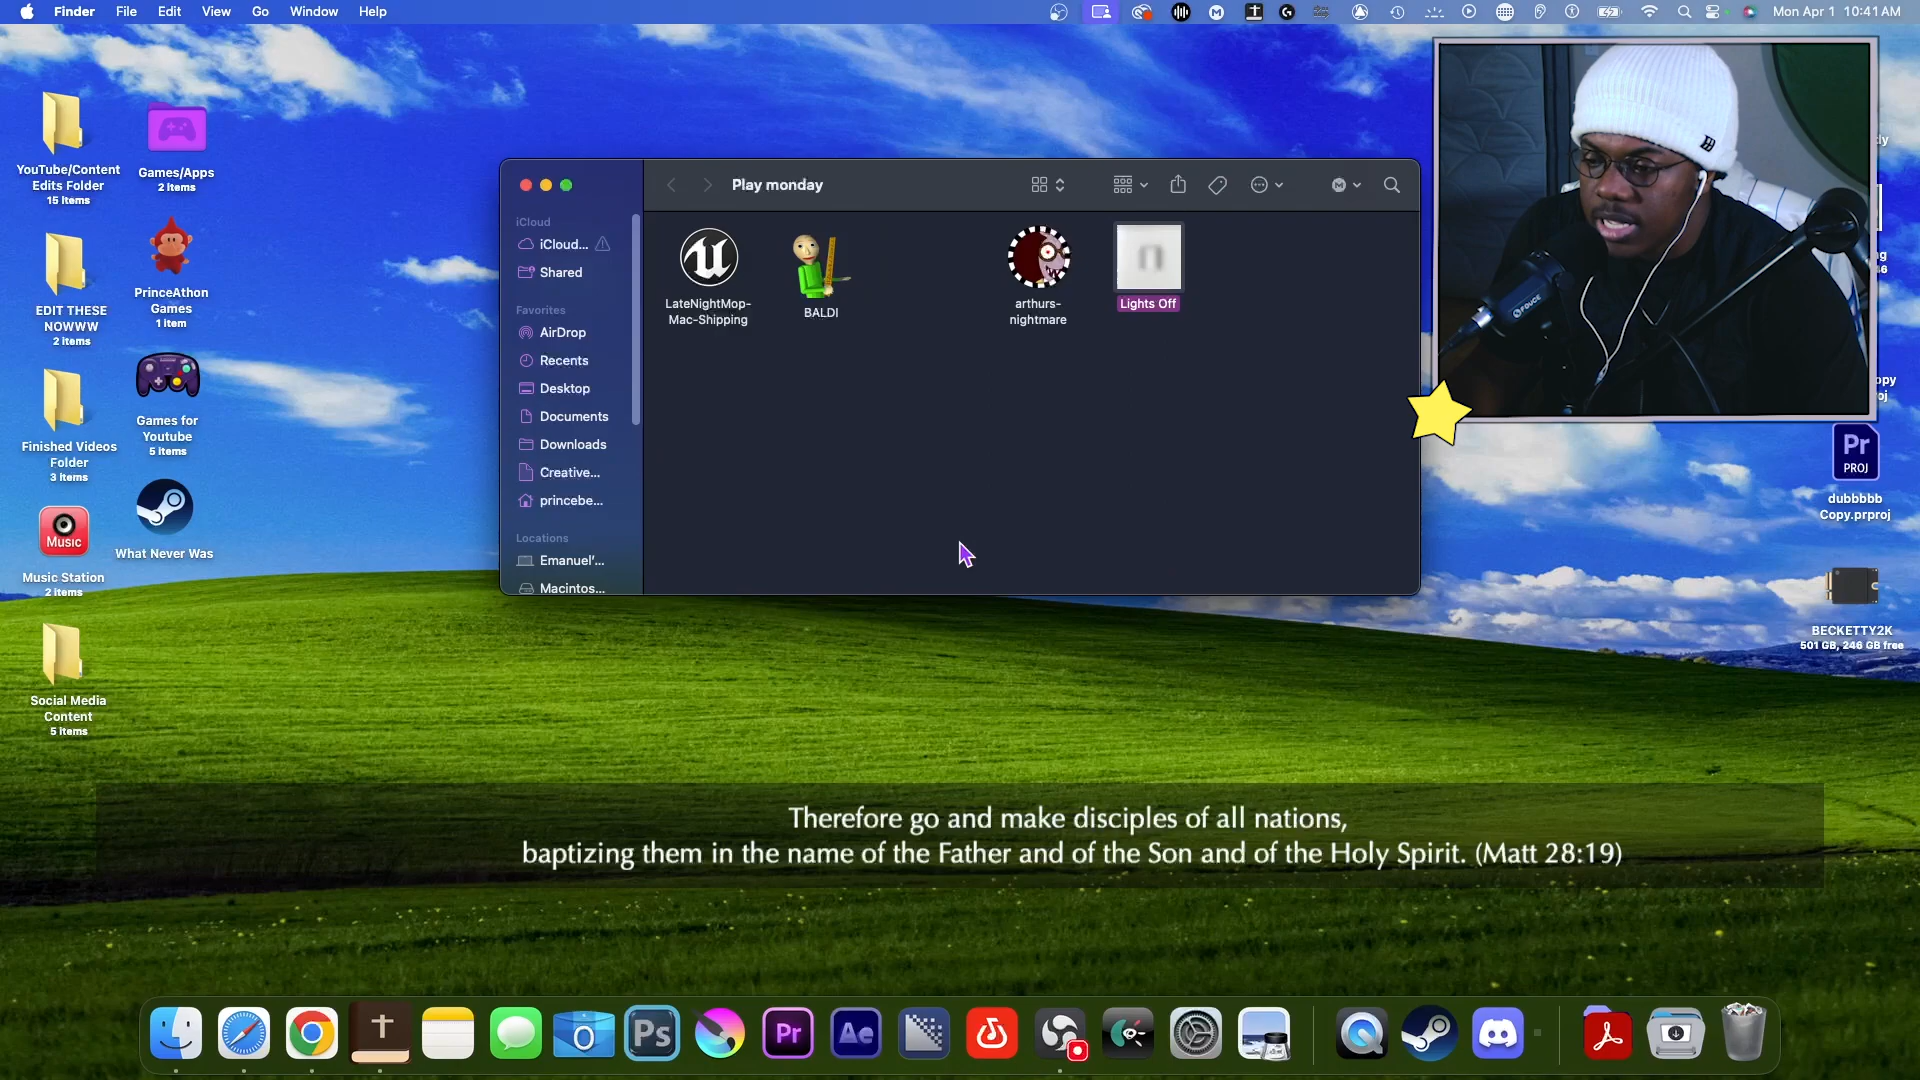 Finder File Edit View Go Window Help
Mon Apr 1 10:41 AM
YouTube/Content
Edits Folder
15 items
Games/Apps
2 items
EDIT THESE
NOWWW
2 items
PrinceAthon
Games
1 item
Finished Videos
Folder
3 items
Games for
Youtube
5 items
Music
Music Station
2 items
What Never Was
Social Media
Content
5 items
Play monday
iCloud
iCloud...
Shared
Favorites
AirDrop
Recents
Desktop
Documents
Downloads
Creative...
princebe...
Locations
Emanuel'...
Macintos...
LateNightMop-
Mac-Shipping
BALDI
arthurs-
nightmare
Lights Off
FDUCE
Pr
PROJ
dubbbbb
Copy.prproj
BECKETTY2K
501 GB, 246 GB free
Therefore go and make disciples of all nations,
baptizing them in the name of the Father and of the Son and of the Holy Spirit. (Matt 28:19)
Ps
Pr
Ae